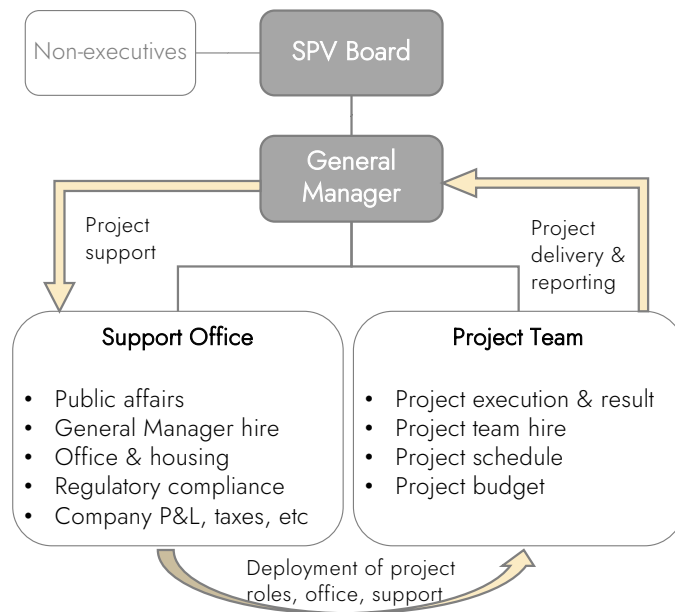 Non-executives
SPV Board
General
Manager
Project
support
Project
delivery &
reporting
Support Office
• Public affairs
• General Manager hire
• Office & housing
• Regulatory compliance
• Company P&L, taxes, etc
Project Team
• Project execution & result
• Project team hire
• Project schedule
• Project budget
Deployment of project
roles, office, support